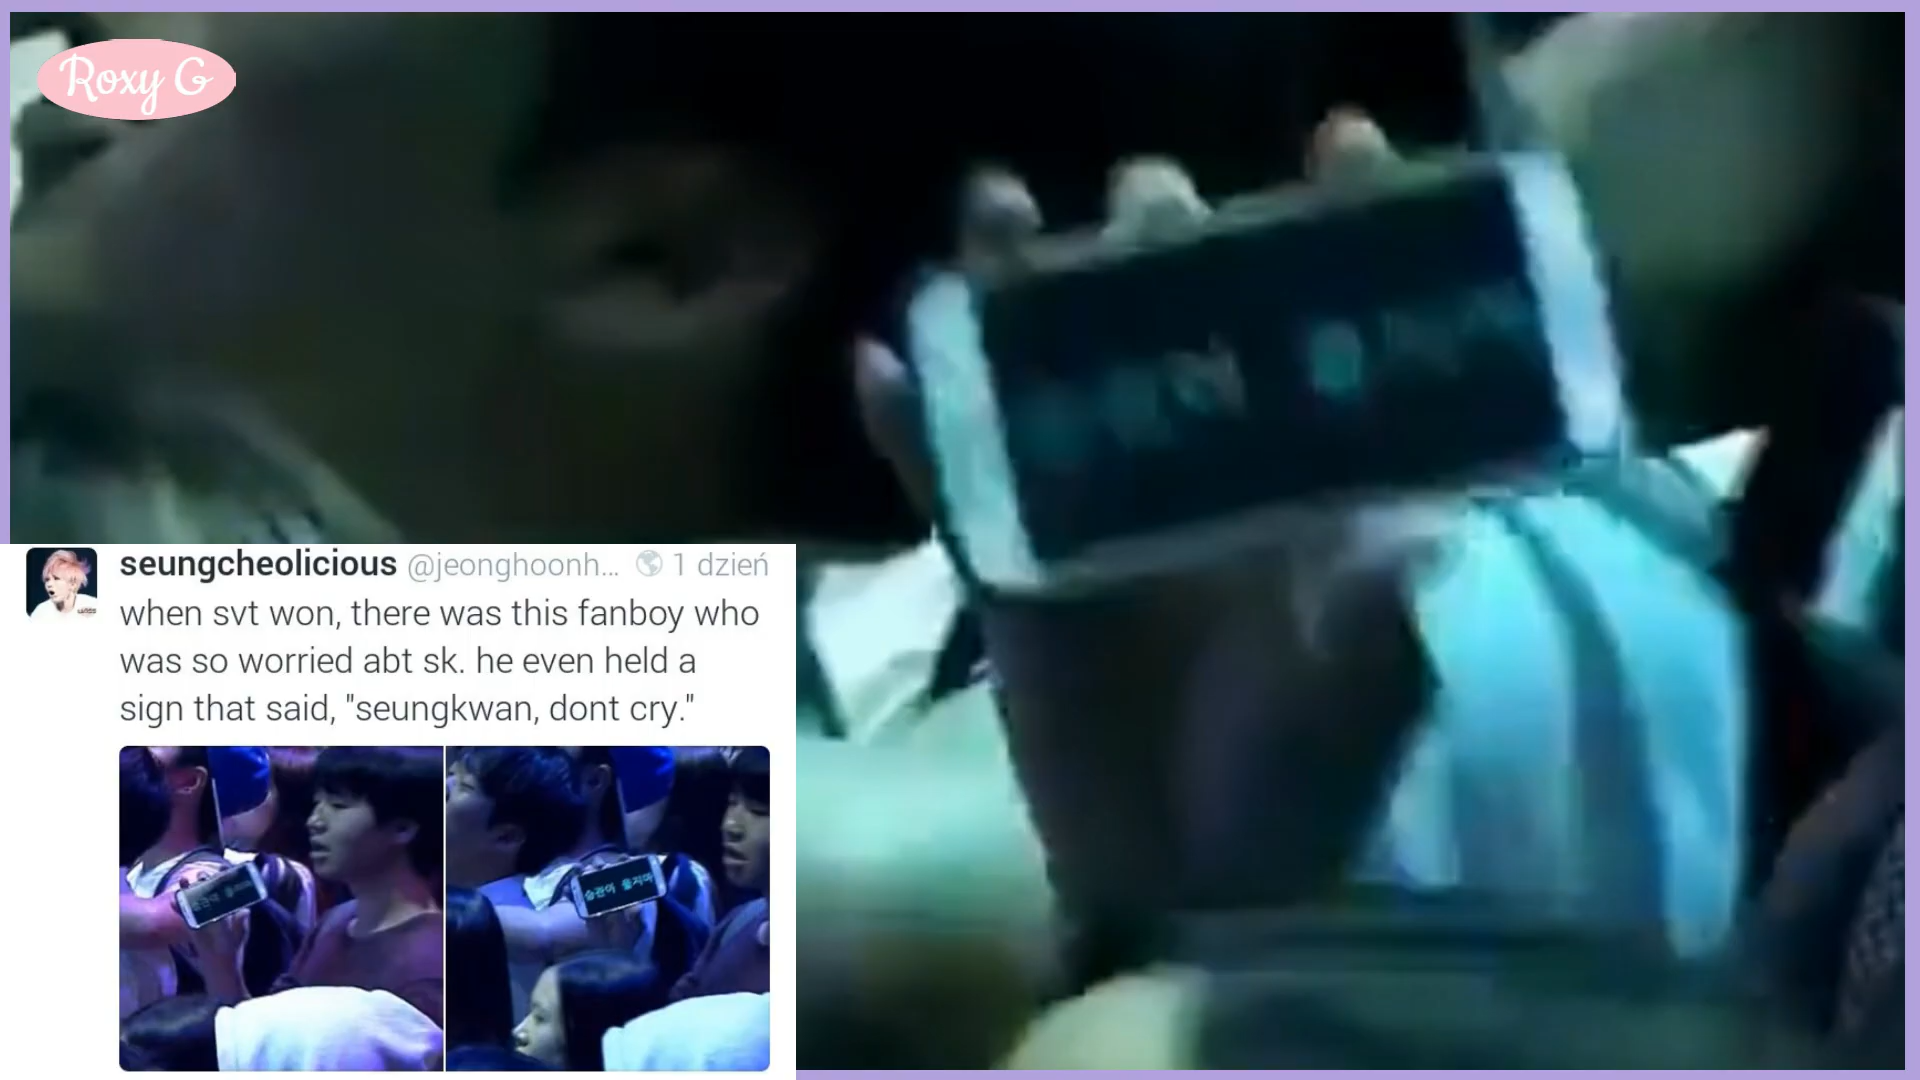 Roxy G
seungcheolicious @jeonghoonh... 1 dzień
when svt won, there was this fanboy who
was so worried abt sk. he even held a
sign that said, "seungkwan, dont cry."
승관아 울지마